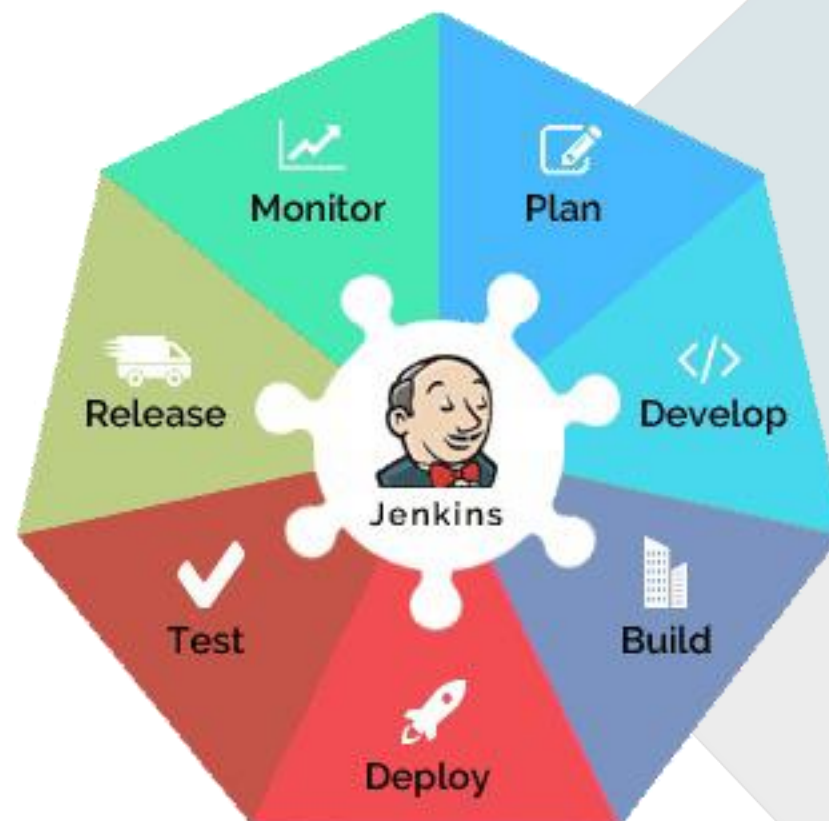 Monitor
Plan
Release
Develop
Jenkins
Test
Build
Deploy